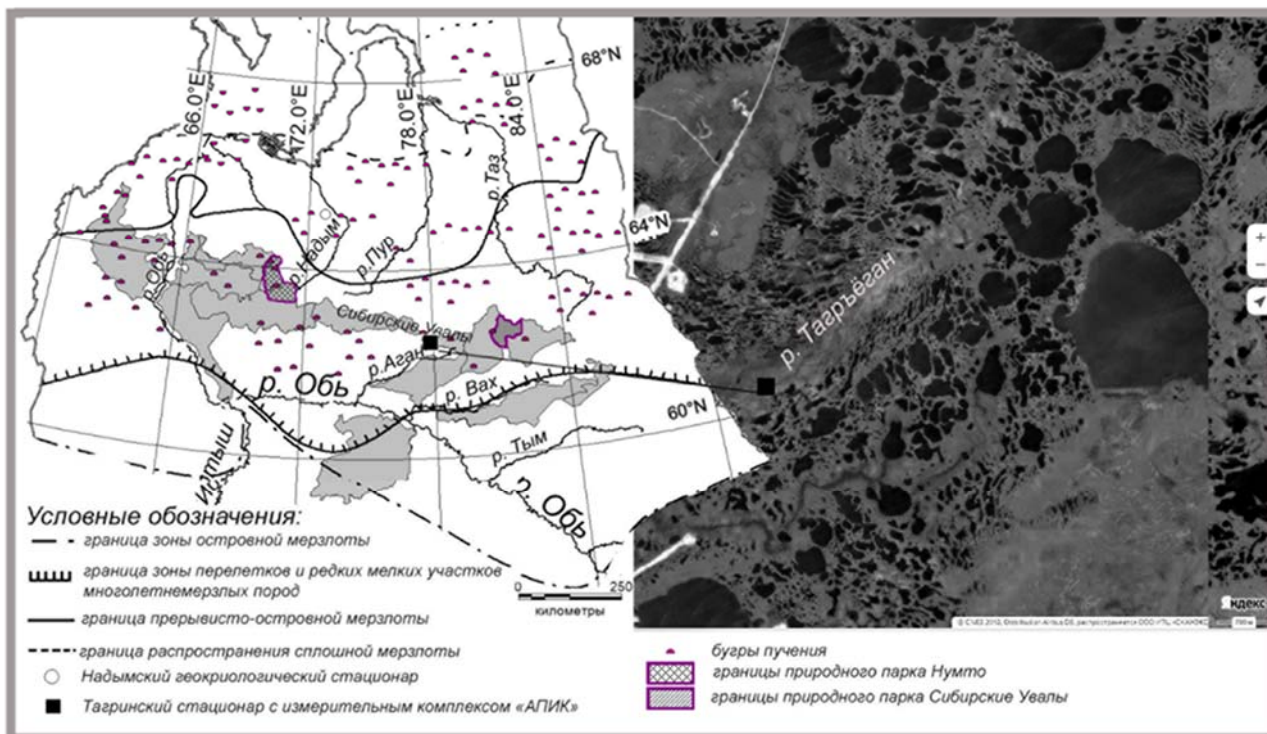 68°N
66.0°E
72.0°E
78.0°E
84.0°E
р. Таз
64°N
р. Надым
р. Пур
р. Обь
р. Тагръёган
Сибирские Увалы
р. Аган
р. Обь
р. Вах
60°N
р. Тым
Иртыш
р. Обь
Условные обозначения:
граница зоны островной мерзлоты
граница зоны перелетков и редких мелких участков
многолетнемерзлых пород
0 250
километры
граница прерывисто-островной мерзлоты
Яндекс
граница распространения сплошной мерзлоты
бугры пучения
Надымский геокриологический стационар
границы природного парка Нумто
Тагринский стационар с измерительным комплексом «АПИК»
границы природного парка Сибирские Увалы